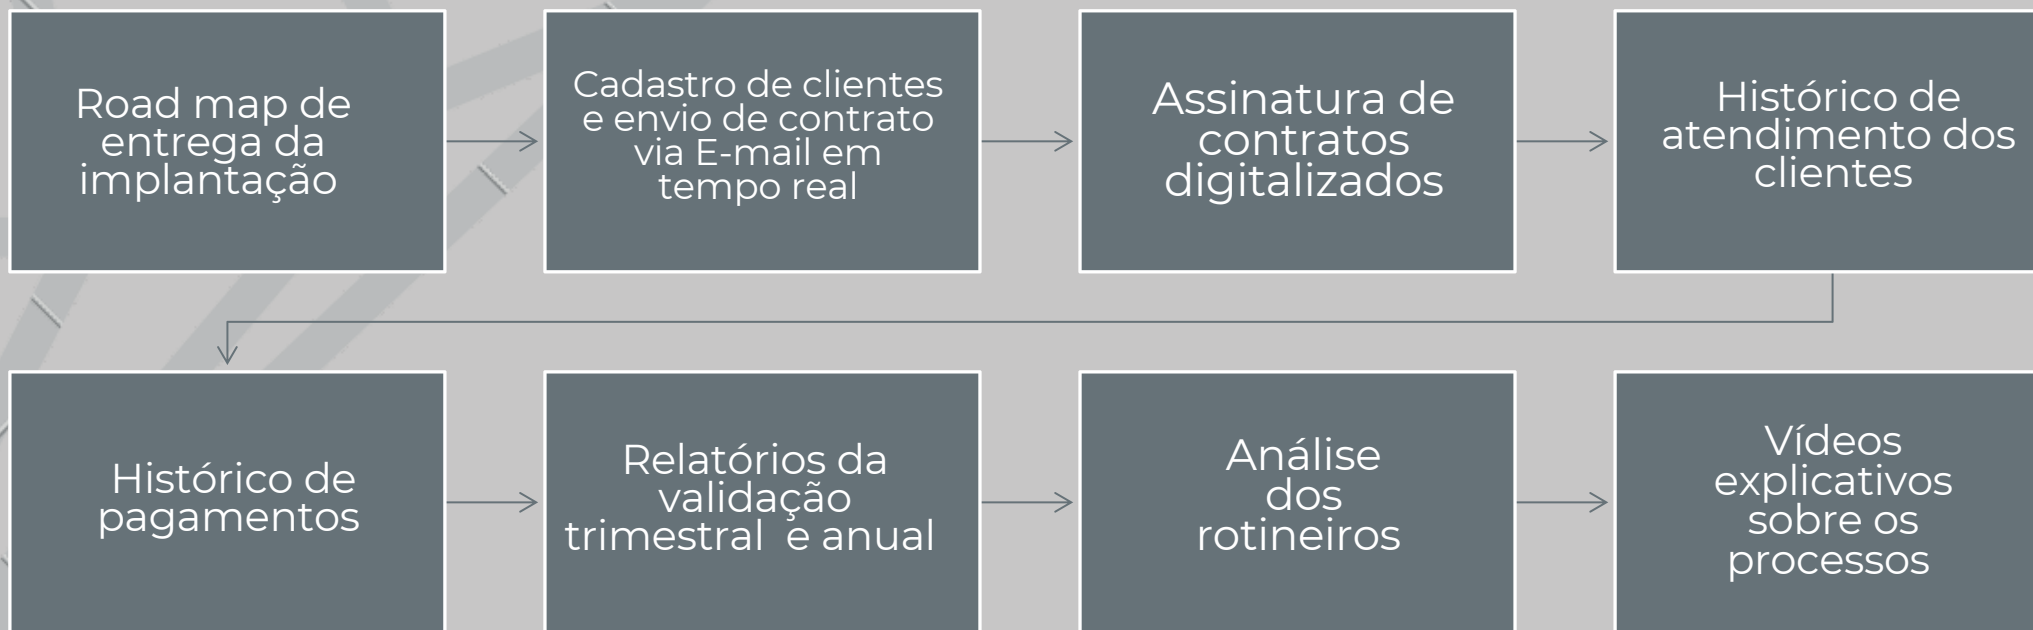 Road map de
entrega da
implantação
Cadastro de clientes
e envio de contrato
via E-mail em
tempo real
Assinatura de
contratos
digitalizados
Histórico de
atendimento dos
clientes
Histórico de
pagamentos
Relatórios da
validação
trimestral  e anual
Análise
dos
rotineiros
Vídeos
explicativos
sobre os
processos